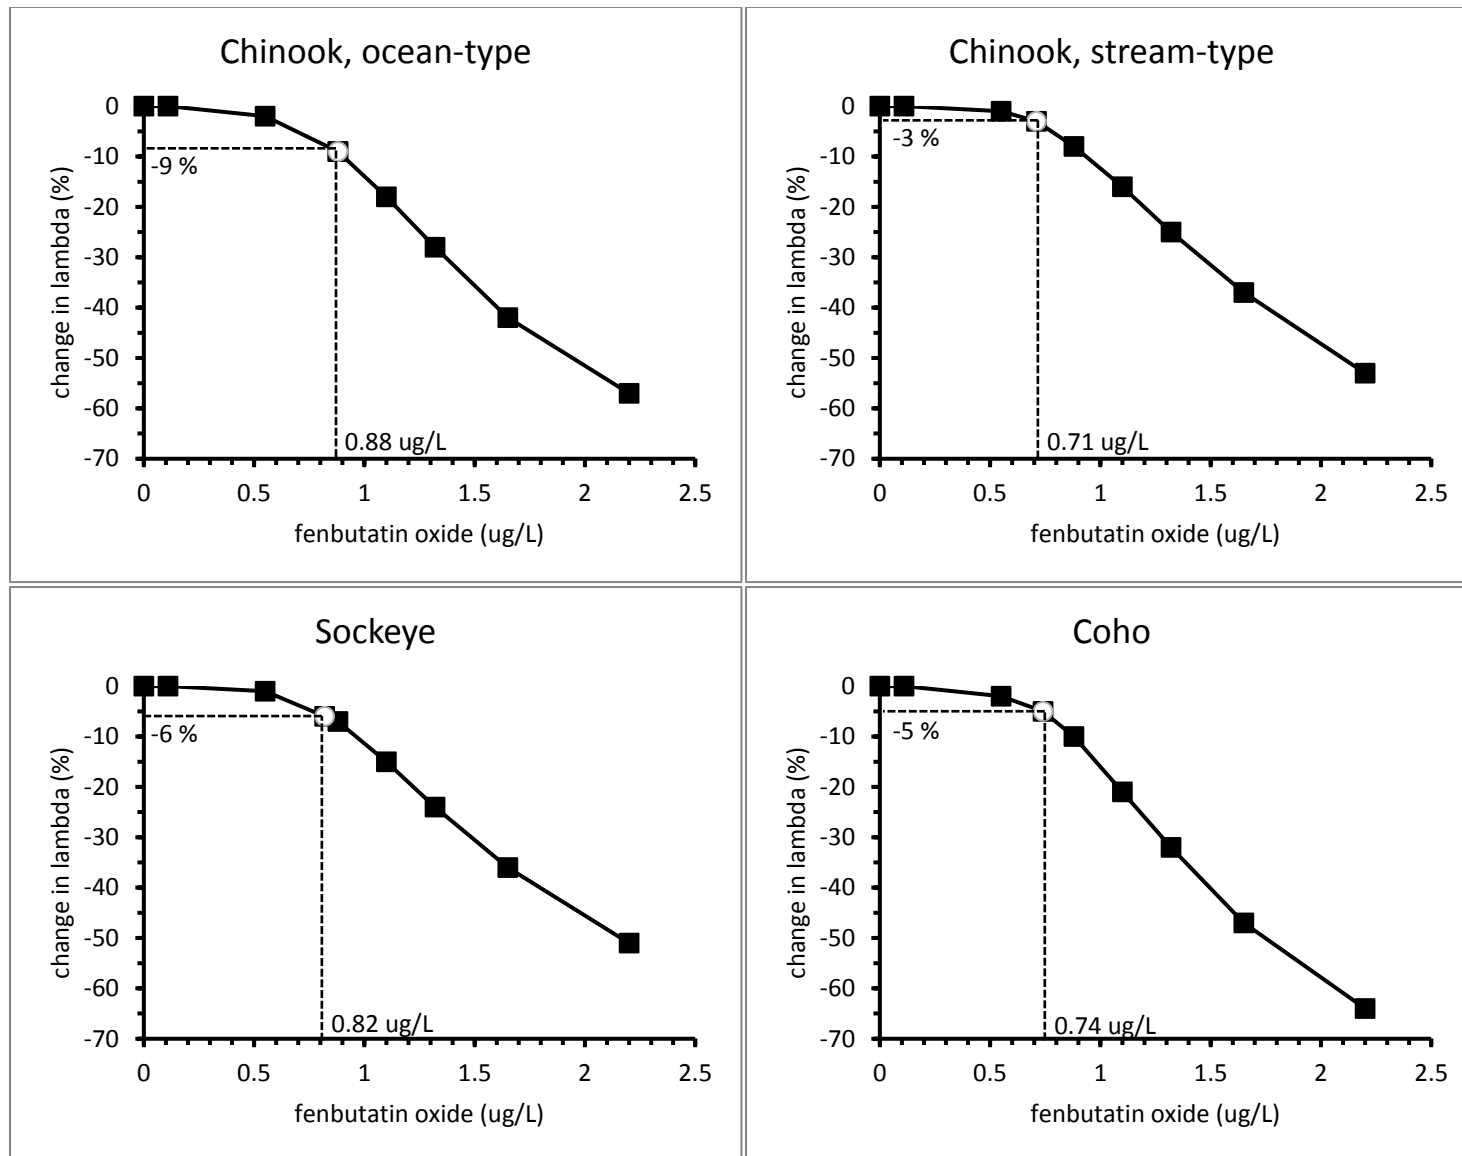 Chinook, ocean-type
change in lambda (%)
0
-10
-20
-30
-40
-50
-60
-70
-9 %
0.88 ug/L
0 0.5 1 1.5 2 2.5
fenbutatin oxide (ug/L)
Chinook, stream-type
change in lambda (%)
0
-10
-20
-30
-40
-50
-60
-70
-3 %
0.71 ug/L
0 0.5 1 1.5 2 2.5
fenbutatin oxide (ug/L)
Sockeye
change in lambda (%)
0
-10
-20
-30
-40
-50
-60
-70
-6 %
0.82 ug/L
0 0.5 1 1.5 2 2.5
fenbutatin oxide (ug/L)
Coho
change in lambda (%)
0
-10
-20
-30
-40
-50
-60
-70
-5 %
0.74 ug/L
0 0.5 1 1.5 2 2.5
fenbutatin oxide (ug/L)